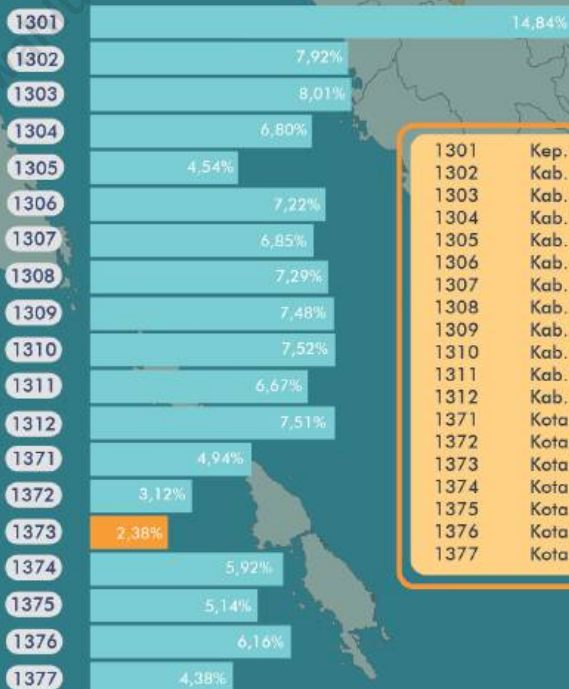 1301 14,84%
1302 7,92%
1303 8,01%
1304 6,80%
1305 4,54%
1306 7,22%
1307 6,85%
1308 7,29%
1309 7,48%
1310 7,52%
1311 6,67%
1312 7,51%
1371 4,94%
1372 3,12%
1373 2,38%
1374 5,92%
1375 5,14%
1376 6,16%
1377 4,38%
1301 Kep.
1302 Kab.
1303 Kab.
1304 Kab.
1305 Kab.
1306 Kab.
1307 Kab.
1308 Kab.
1309 Kab.
1310 Kab.
1311 Kab.
1312 Kab.
1371 Kota
1372 Kota
1373 Kota
1374 Kota
1375 Kota
1376 Kota
1377 Kota